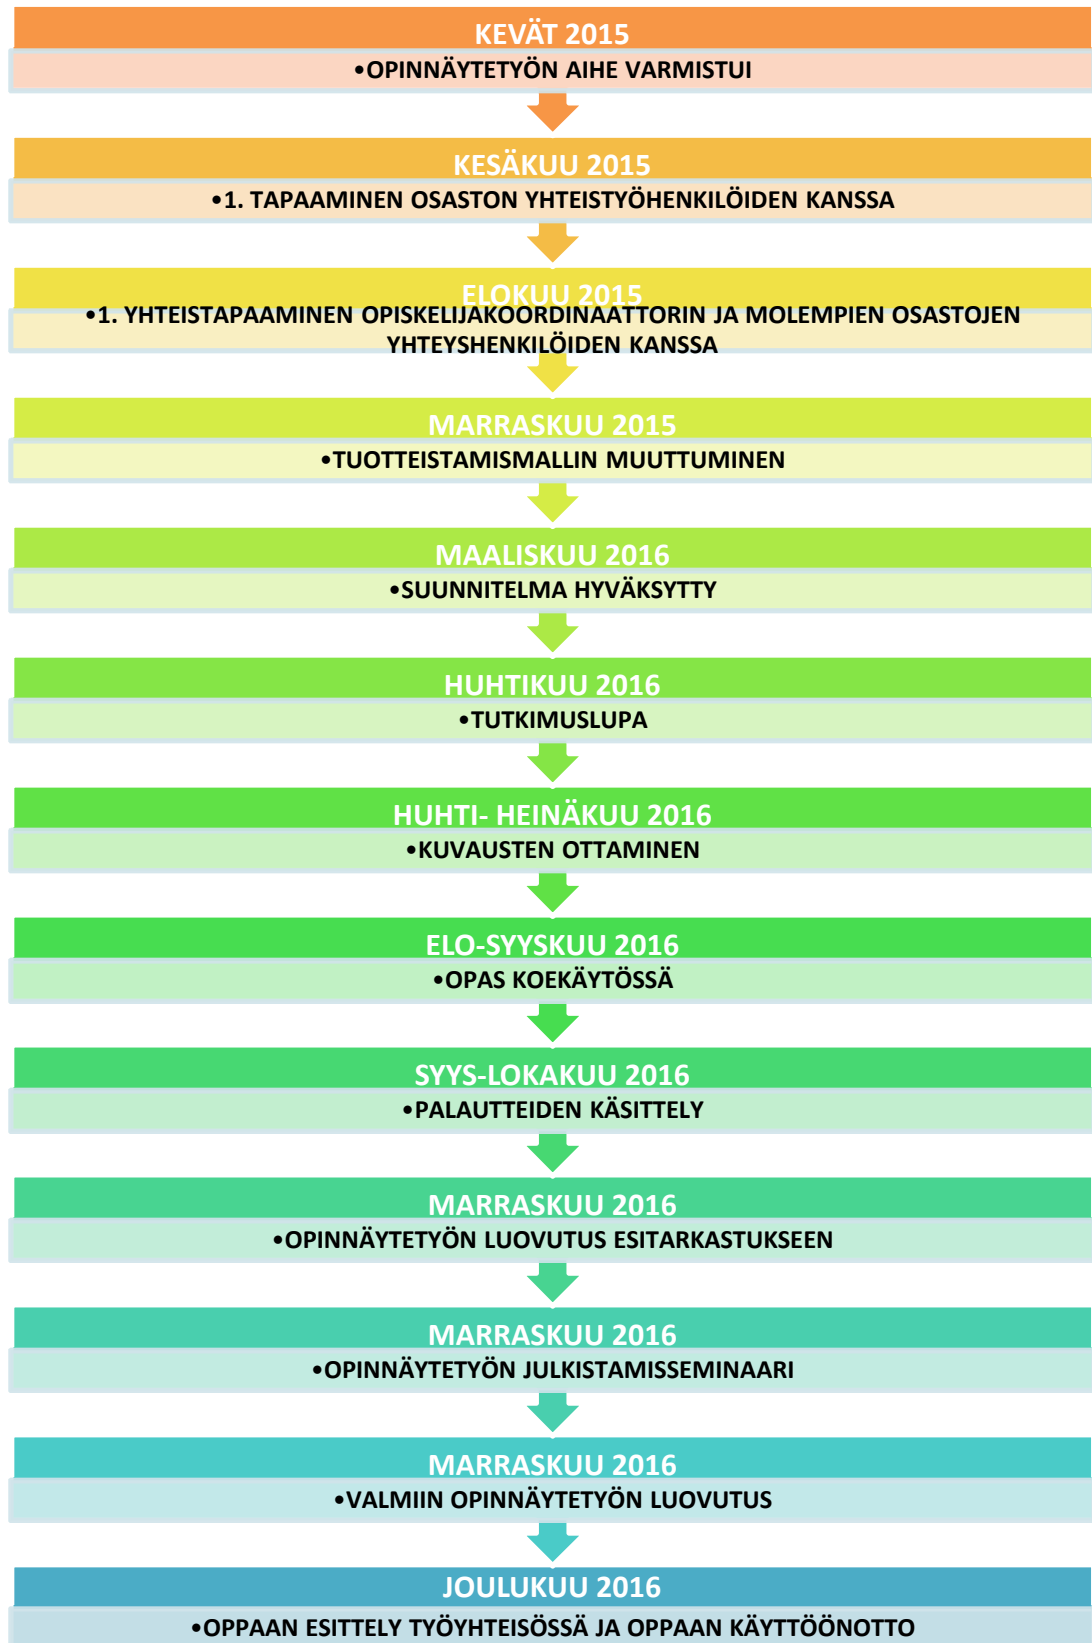 KEVÄT 2015
•OPINNÄYTETYÖN AIHE VARMISTUI
KESÄKUU 2015
•1. TAPAAMINEN OSASTON YHTEISTYÖHENKILÖIDEN KANSSA
ELOKUU 2015
•1. YHTEISTAPAAMINEN OPISKELIJAKOORDINAATTORIN JA MOLEMPIEN OSASTOJEN
YHTEYSHENKILÖIDEN KANSSA
MARRASKUU 2015
•TUOTTEISTAMISMALLIN MUUTTUMINEN
MAALISKUU 2016
•SUUNNITELMA HYVÄKSYTTY
HUHTIKUU 2016
•TUTKIMUSLUPA
HUHTI- HEINÄKUU 2016
•KUVAUSTEN OTTAMINEN
ELO-SYYSKUU 2016
•OPAS KOEKÄYTÖSSÄ
SYYS-LOKAKUU 2016
•PALAUTTEIDEN KÄSITTELY
MARRASKUU 2016
•OPINNÄYTETYÖN LUOVUTUS ESITARKASTUKSEEN
MARRASKUU 2016
•OPINNÄYTETYÖN JULKISTAMISSEMINAARI
MARRASKUU 2016
•VALMIIN OPINNÄYTETYÖN LUOVUTUS
JOULUKUU 2016
•OPPAAN ESITTELY TYÖYHTEISÖSSÄ JA OPPAAN KÄYTTÖÖNOTTO